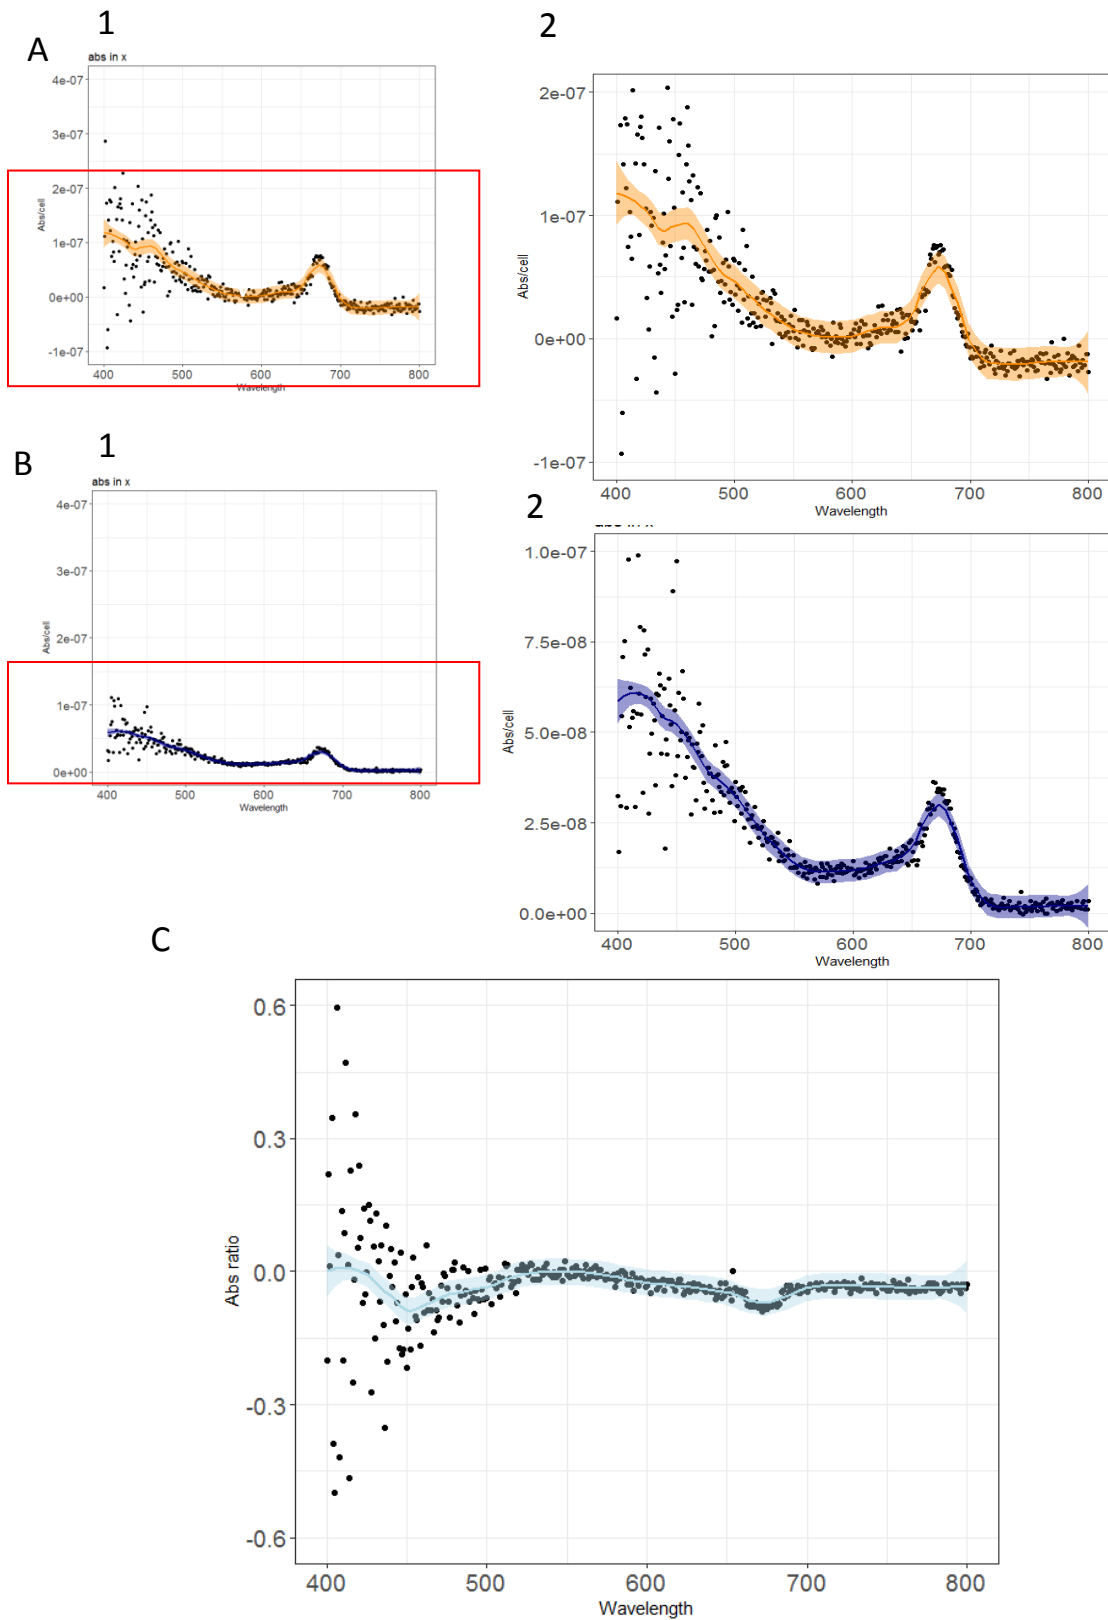 1
A
abs in x
4e-07
3e-07
2e-07
1e-07
0e+00
-1e-07
Abs/cell
400 500 600 700 800
Wavelength
2
2e-07
1e-07
0e+00
-1e-07
Abs/cell
400 500 600 700 800
Wavelength
1
B
abs in x
4e-07
3e-07
2e-07
1e-07
0e+00
Abs/cell
400 500 600 700 800
Wavelength
2
1.0e-07
7.5e-08
5.0e-08
2.5e-08
0.0e+00
Abs/cell
400 500 600 700 800
Wavelength
C
0.6
0.3
0.0
-0.3
-0.6
Abs ratio
400 500 600 700 800
Wavelength